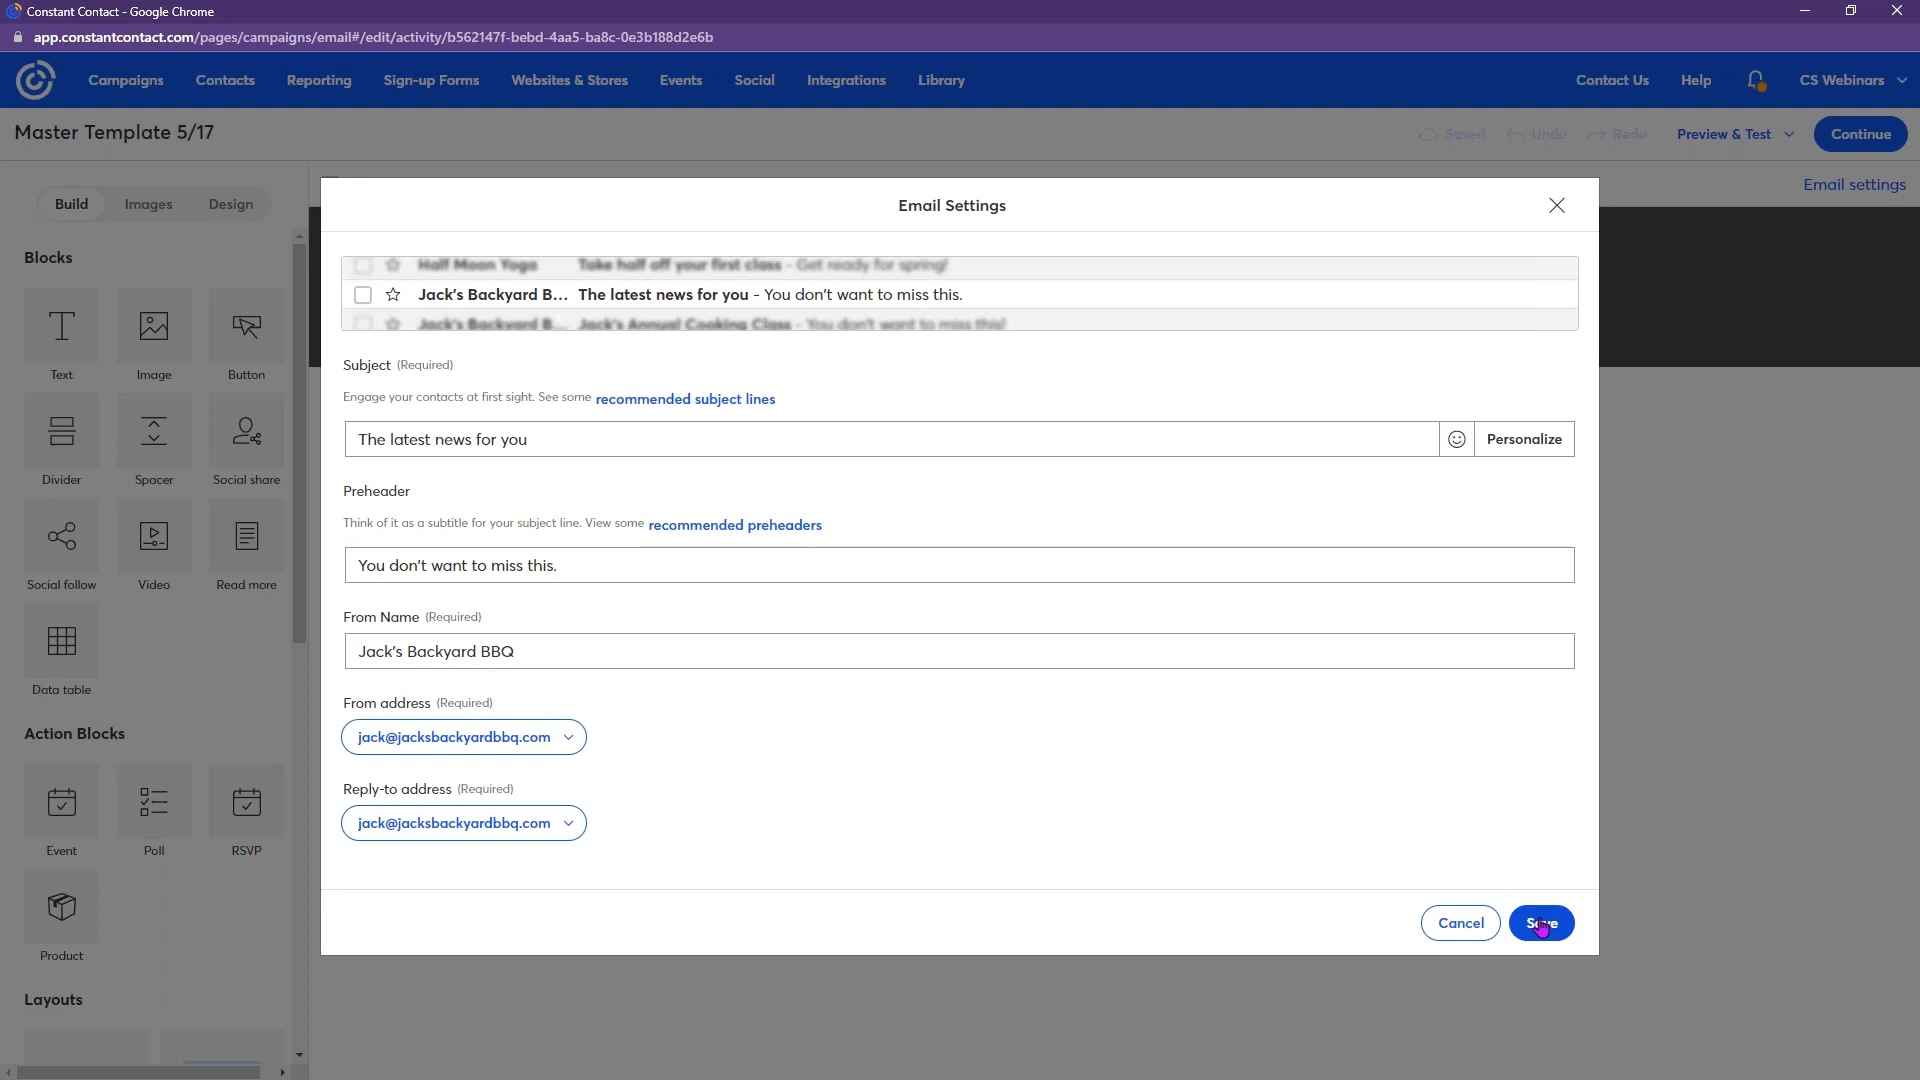 Constant Contact - Google Chrome
app.constantcontact.com/pages/campaigns/email#/edit/activity/b562147f-bebd-4aa5-ba8c-0e3b188d2e6b
Campaigns Contacts Reporting Sign-up Forms Websites & Stores Events Social Integrations Library Contact Us Help CS Webinars
Master Template 5/17 Saved Undo Redo Preview & Test Continue
Email settings
Build Images Design
Blocks
Text Image Button
Divider Spacer Social share
Social follow Video Read more
Data table
Action Blocks
Event Poll RSVP
Product
Layouts
Email Settings
Half Moon Yoga Take half off your first class - Get ready for spring!
Jack's Backyard B... The latest news for you - You don't want to miss this.
Jack's Backyard B... Jack's Annual Cooking Class - You don't want to miss this!
Subject (Required)
Engage your contacts at first sight. See some recommended subject lines
The latest news for you Personalize
Preheader
Think of it as a subtitle for your subject line. View some recommended preheaders
You don't want to miss this.
From Name (Required)
Jack's Backyard BBQ
From address (Required)
jack@jacksbackyardbbq.com
Reply-to address (Required)
jack@jacksbackyardbbq.com
Cancel Save